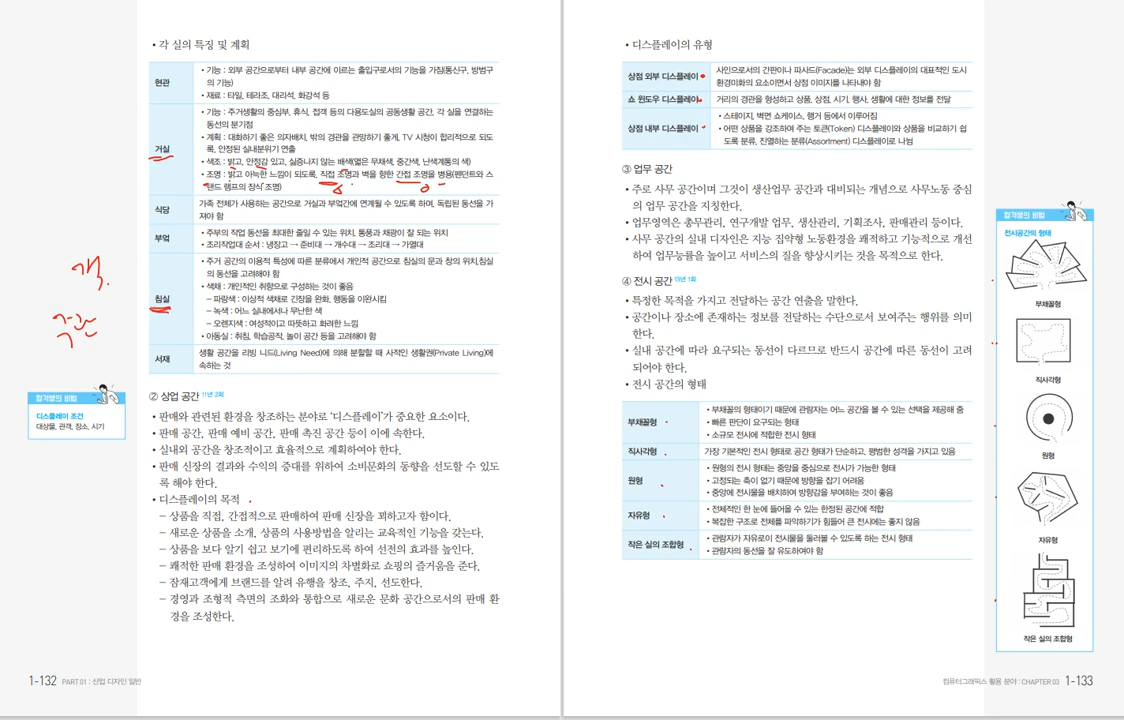 • 각 실의 특징 및 계획
현관
• 기능 : 외부 공간으로부터 내부 공간에 이르는 출입구로서의 기능을 가짐(통신구, 방범구
의 기능)
• 재료 : 타일, 테라조, 대리석, 화강석 등
거실
• 기능 : 주거생활의 중심부, 휴식, 접객 등의 다용도실의 공동생활 공간, 각 실을 연결하는
동선의 분기점
• 계획 : 대화하기 좋은 의자배치, 밖의 경관을 관망하기 좋게, TV 시청이 합리적으로 되도
록, 안정된 실내분위기 연출
• 색조 : 밝고, 안정감 있고, 싫증나지 않는 배색(엷은 무채색, 중간색, 난색계통의 색)
• 조명 : 밝고 아늑한 느낌이 되도록, 직접 조명과 벽을 향한 간접 조명을 병용(펜던트와 스
탠드 램프의 장식 조명)
식당
가족 전체가 사용하는 공간으로 거실과 부엌간에 연계될 수 있도록 하며, 독립된 동선을 가
져야 함
부엌
• 주부의 작업 동선을 최대한 줄일 수 있는 위치, 통풍과 채광이 잘 되는 위치
• 조리작업대 순서 : 냉장고 → 준비대 → 개수대 → 조리대 → 가열대
침실
• 주거 공간의 이용적 특성에 따른 분류에서 개인적 공간으로 침실의 문과 창의 위치,침실
의 동선을 고려해야 함
• 색채 : 개인적인 취향으로 구성하는 것이 좋음
– 파랑색 : 이상적 색채로 긴장을 완화, 행동을 이완시킴
– 녹색 : 어느 실내에서나 무난한 색
– 오렌지색 : 여성적이고 따뜻하고 화려한 느낌
• 아동실 : 취침, 학습공작, 놀이 공간 등을 고려해야 함
서재
생활 공간을 리빙 니드(Living Need)에 의해 분할할 때 사적인 생활권(Private Living)에
속하는 것
합격생의 비법
디스플레이 조건
대상물, 관객, 장소, 시기
② 상업 공간 11년 2회
• 판매와 관련된 환경을 창조하는 분야로 '디스플레이'가 중요한 요소이다.
• 판매 공간, 판매 예비 공간, 판매 촉진 공간 등이 이에 속한다.
• 실내외 공간을 창조적이고 효율적으로 계획하여야 한다.
• 판매 신장의 결과와 수익의 증대를 위하여 소비문화의 동향을 선도할 수 있도
록 해야 한다.
• 디스플레이의 목적
– 상품을 직접, 간접적으로 판매하여 판매 신장을 꾀하고자 함이다.
– 새로운 상품을 소개, 상품의 사용방법을 알리는 교육적인 기능을 갖는다.
– 상품을 보다 알기 쉽고 보기에 편리하도록 하여 선전의 효과를 높인다.
– 쾌적한 판매 환경을 조성하여 이미지의 차별화로 쇼핑의 즐거움을 준다.
– 잠재고객에게 브랜드를 알려 유행을 창조, 주지, 선도한다.
– 경영과 조형적 측면의 조화와 통합으로 새로운 문화 공간으로서의 판매 환
경을 조성한다.
1-132 PART 01 : 산업 디자인 일반
• 디스플레이의 유형
상점 외부 디스플레이
사인으로서의 간판이나 파사드(Facade)는 외부 디스플레이의 대표적인 도시
환경미화의 요소이면서 상점 이미지를 나타내야 함
쇼 윈도우 디스플레이
거리의 경관을 형성하고 상품, 상점, 시기, 행사, 생활에 대한 정보를 전달
상점 내부 디스플레이
• 스테이지, 벽면 쇼케이스, 행거 등에서 이루어짐
• 어떤 상품을 강조하여 주는 토큰(Token) 디스플레이와 상품을 비교하기 쉽
도록 분류, 진열하는 분류(Assortment) 디스플레이로 나뉨
③ 업무 공간
• 주로 사무 공간이며 그것이 생산업무 공간과 대비되는 개념으로 사무노동 중심
의 업무 공간을 지칭한다.
• 업무영역은 총무관리, 연구개발 업무, 생산관리, 기획조사, 판매관리 등이다.
• 사무 공간의 실내 디자인은 지능 집약형 노동환경을 쾌적하고 기능적으로 개선
하여 업무능률을 높이고 서비스의 질을 향상시키는 것을 목적으로 한다.
④ 전시 공간 13년 1회
• 특정한 목적을 가지고 전달하는 공간 연출을 말한다.
• 공간이나 장소에 존재하는 정보를 전달하는 수단으로서 보여주는 행위를 의미
한다.
• 실내 공간에 따라 요구되는 동선이 다르므로 반드시 공간에 따른 동선이 고려
되어야 한다.
• 전시 공간의 형태
부채꼴형
• 부채꼴의 형태이기 때문에 관람자는 어느 공간을 볼 수 있는 선택을 제공해 줌
• 빠른 판단이 요구되는 형태
• 소규모 전시에 적합한 전시 형태
직사각형
가장 기본적인 전시 형태로 공간 형태가 단순하고, 평범한 성격을 가지고 있음
원형
• 원형의 전시 형태는 중앙을 중심으로 전시가 가능한 형태
• 고정되는 축이 없기 때문에 방향을 잡기 어려움
• 중앙에 전시물을 배치하여 방향감을 부여하는 것이 좋음
자유형
• 전체적인 한 눈에 들어올 수 있는 한정된 공간에 적합
• 복잡한 구조로 전체를 파악하기가 힘들어 큰 전시에는 좋지 않음
작은 실의 조합형
• 관람자가 자유로이 전시물을 둘러볼 수 있도록 하는 전시 형태
• 관람자의 동선을 잘 유도하여야 함
합격생의 비법
전시공간의 형태
부채꼴형
직사각형
원형
자유형
작은 실의 조합형
컴퓨터그래픽스 활용 분야 : CHAPTER 03 1-133